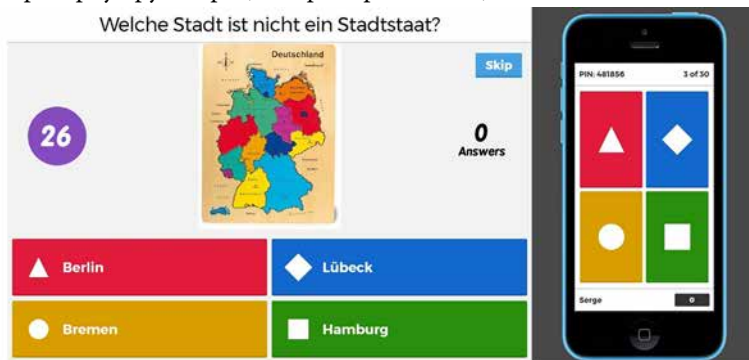 Welche Stadt ist nicht ein Stadtstaat?
Deutschland
Skip
26
0
Answers
Berlin
Lübeck
Bremen
Hamburg
PIN: 481856 3 of 30
Serge 0